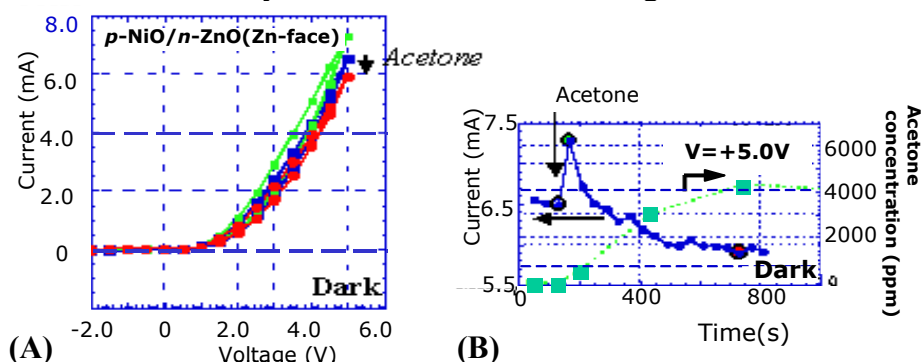 8.0
6.0
4.0
2.0
0
Current (mA)
p-NiO/n-ZnO(Zn-face)
Acetone
Dark
-2.0 0 2.0 4.0 6.0
Voltage (V)
(A)
Acetone
7.5
6.5
5.5
Current (mA)
V=+5.0V
Dark
6000
4000
2000
0
Acetone
concentration (ppm)
0 400 800
Time(s)
(B)